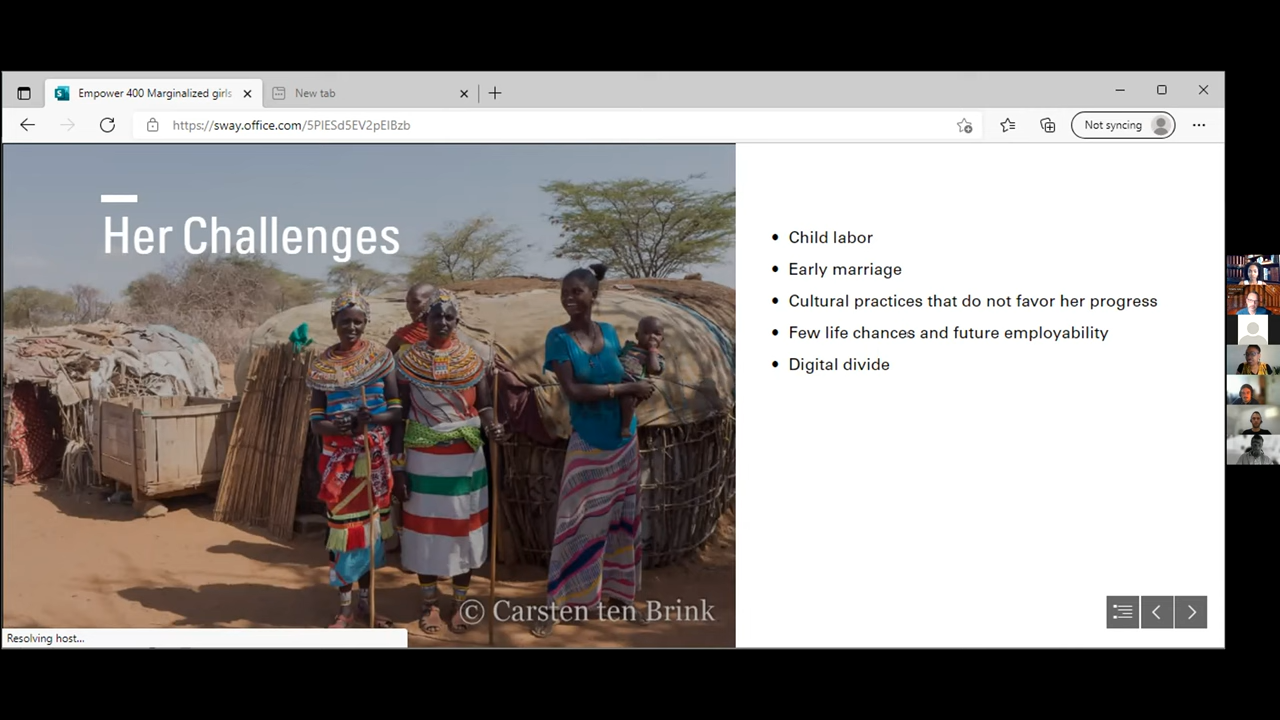 Empower 400 Marginalized girls
New tab
https://sway.office.com/5PlESd5EV2pEIBzb
Not syncing
Her Challenges
• Child labor
• Early marriage
• Cultural practices that do not favor her progress
• Few life chances and future employability
• Digital divide
© Carsten ten Brink
Resolving host...